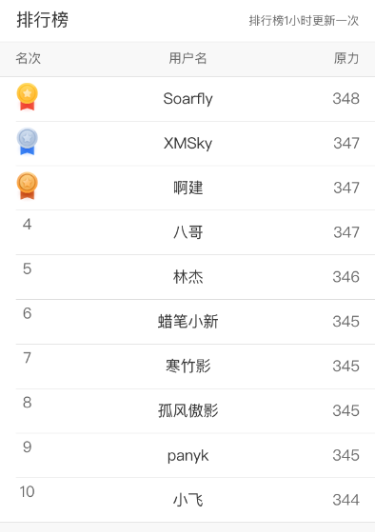 排行榜 排行榜1小时更新一次
名次 用户名 原力
Soarfly 348
XMSky 347
啊建 347
4 八哥 347
5 林杰 346
6 蜡笔小新 345
7 寒竹影 345
8 孤风傲影 345
9 panyk 345
10 小飞 344